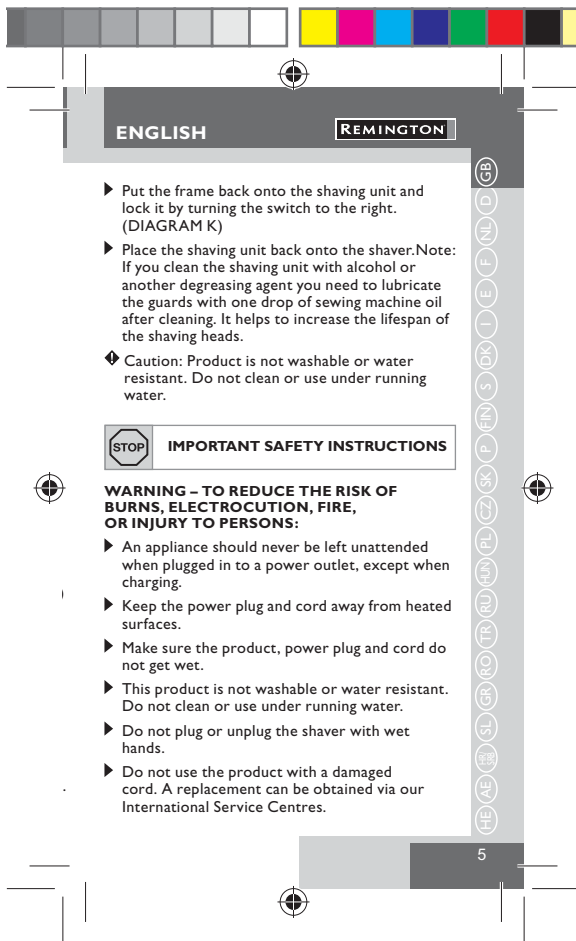 ENGLISH
REMINGTON
Put the frame back onto the shaving unit and
lock it by turning the switch to the right.
(DIAGRAM K)
Place the shaving unit back onto the shaver.Note:
If you clean the shaving unit with alcohol or
another degreasing agent you need to lubricate
the guards with one drop of sewing machine oil
after cleaning. It helps to increase the lifespan of
the shaving heads.
Caution: Product is not washable or water
resistant. Do not clean or use under running
water.
STOP
IMPORTANT SAFETY INSTRUCTIONS
WARNING – TO REDUCE THE RISK OF
BURNS, ELECTROCUTION, FIRE,
OR INJURY TO PERSONS:
An appliance should never be left unattended
when plugged in to a power outlet, except when
charging.
Keep the power plug and cord away from heated
surfaces.
Make sure the product, power plug and cord do
not get wet.
This product is not washable or water resistant.
Do not clean or use under running water.
Do not plug or unplug the shaver with wet
hands.
Do not use the product with a damaged
cord. A replacement can be obtained via our
International Service Centres.
GB
D
NL
F
E
I
DK
S
FIN
P
SK
CZ
PL
HUN
RU
TR
RO
GR
SL
HR/
SRB
AE
HE
5